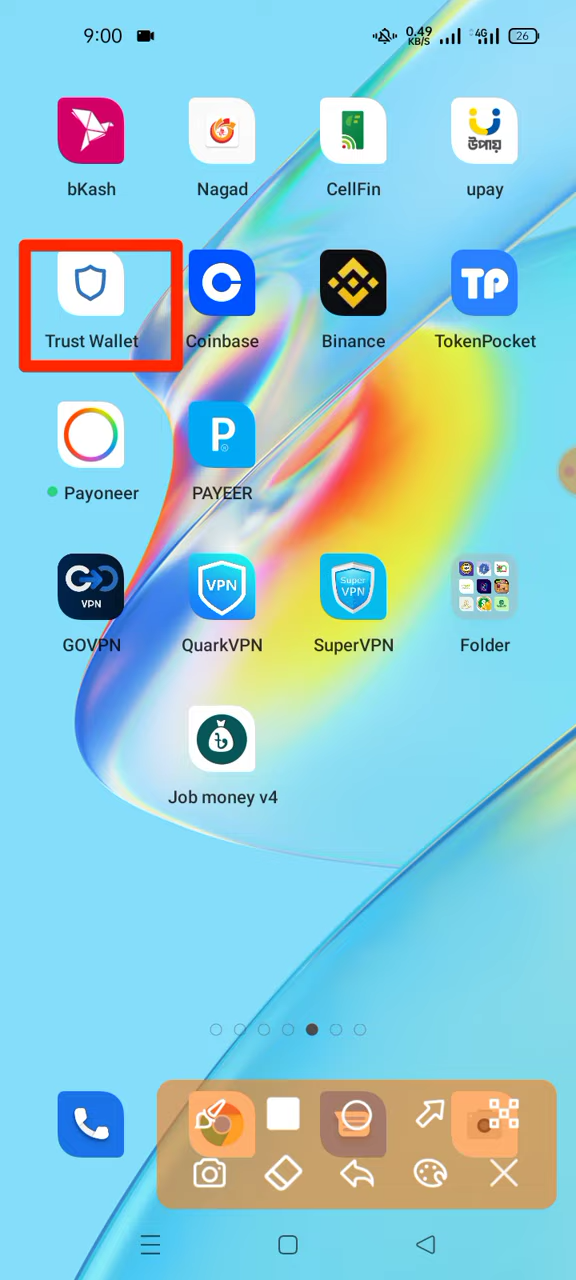 9:00
0.49
KB/S
4G
26
bKash
Nagad
CellFin
উপায়
upay
Trust Wallet
Coinbase
Binance
TP
TokenPocket
Payoneer
P
PAYEER
VPN
GOVPN
VPN
QuarkVPN
Super
VPN
SuperVPN
Folder
৳
Job money v4